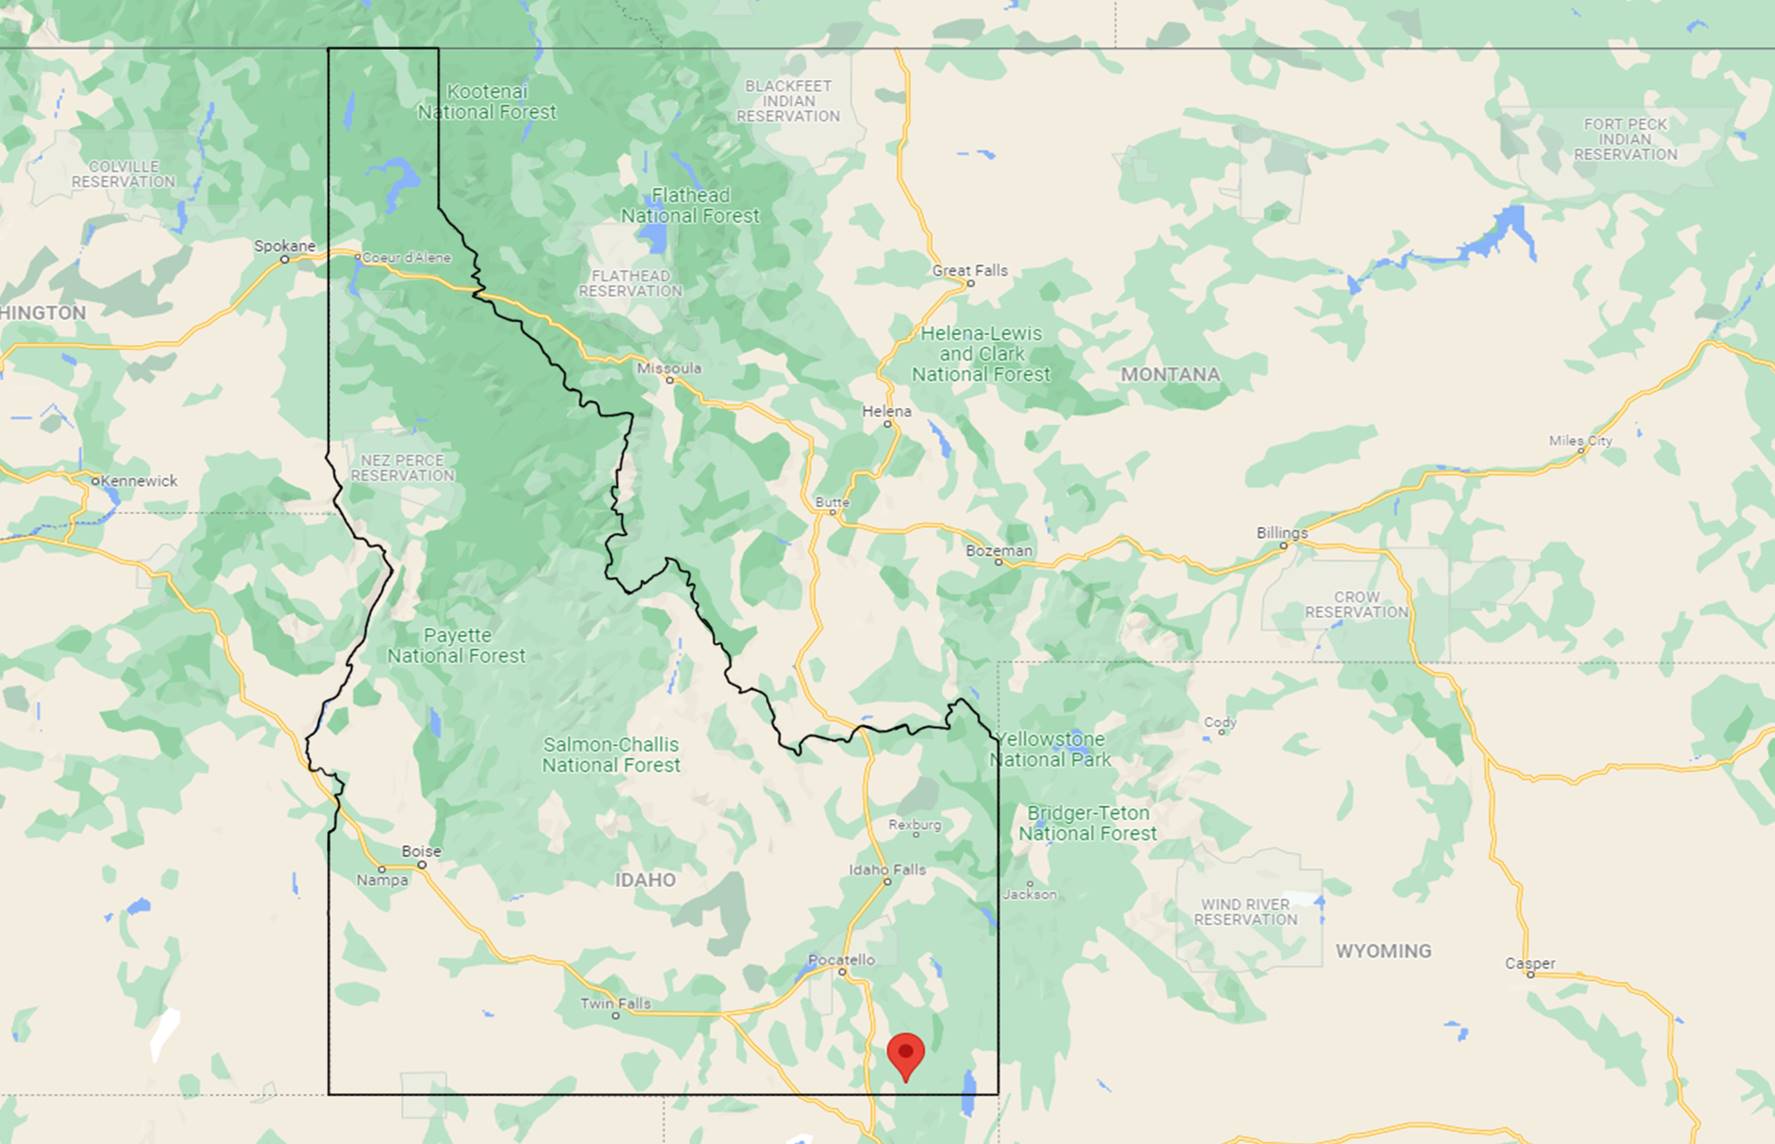 Kootenai
National Forest
BLACKFEET
INDIAN
RESERVATION
FORT PECK
INDIAN
RESERVATION
COLVILLE
RESERVATION
Flathead
National Forest
Spokane
Coeur d'Alene
FLATHEAD
RESERVATION
Great Falls
HINGTON
Helena-Lewis
and Clark
National Forest
Missoula
MONTANA
Helena
Miles City
NEZ PERCE
RESERVATION
Kennewick
Butte
Billings
Bozeman
CROW
RESERVATION
Payette
National Forest
Cody
Salmon-Challis
National Forest
Yellowstone
National Park
Bridger-Teton
National Forest
Rexburg
Boise
Nampa
IDAHO
Idaho Falls
Jackson
WIND RIVER
RESERVATION
WYOMING
Pocatello
Casper
Twin Falls